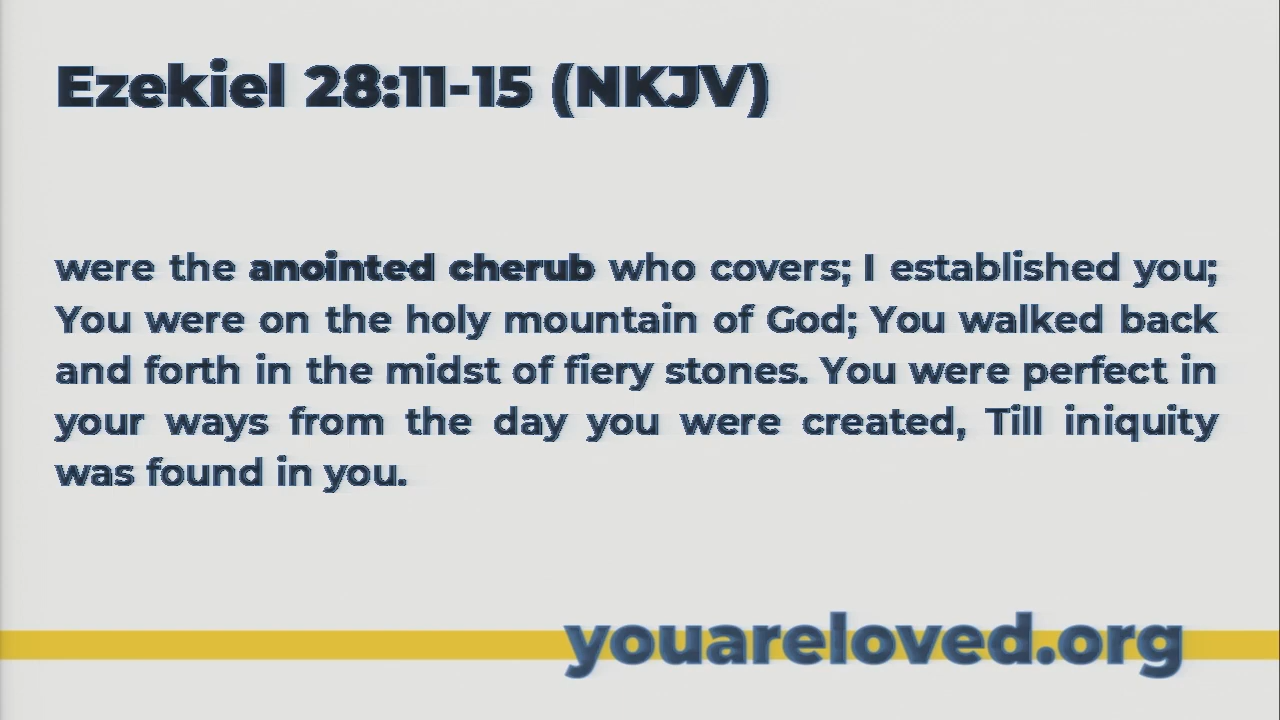 Ezekiel 28:11-15 (NKJV)
were the anointed cherub who covers; I established you;
You were on the holy mountain of God; You walked back
and forth in the midst of fiery stones. You were perfect in
your ways from the day you were created, Till iniquity
was found in you.
youareloved.org